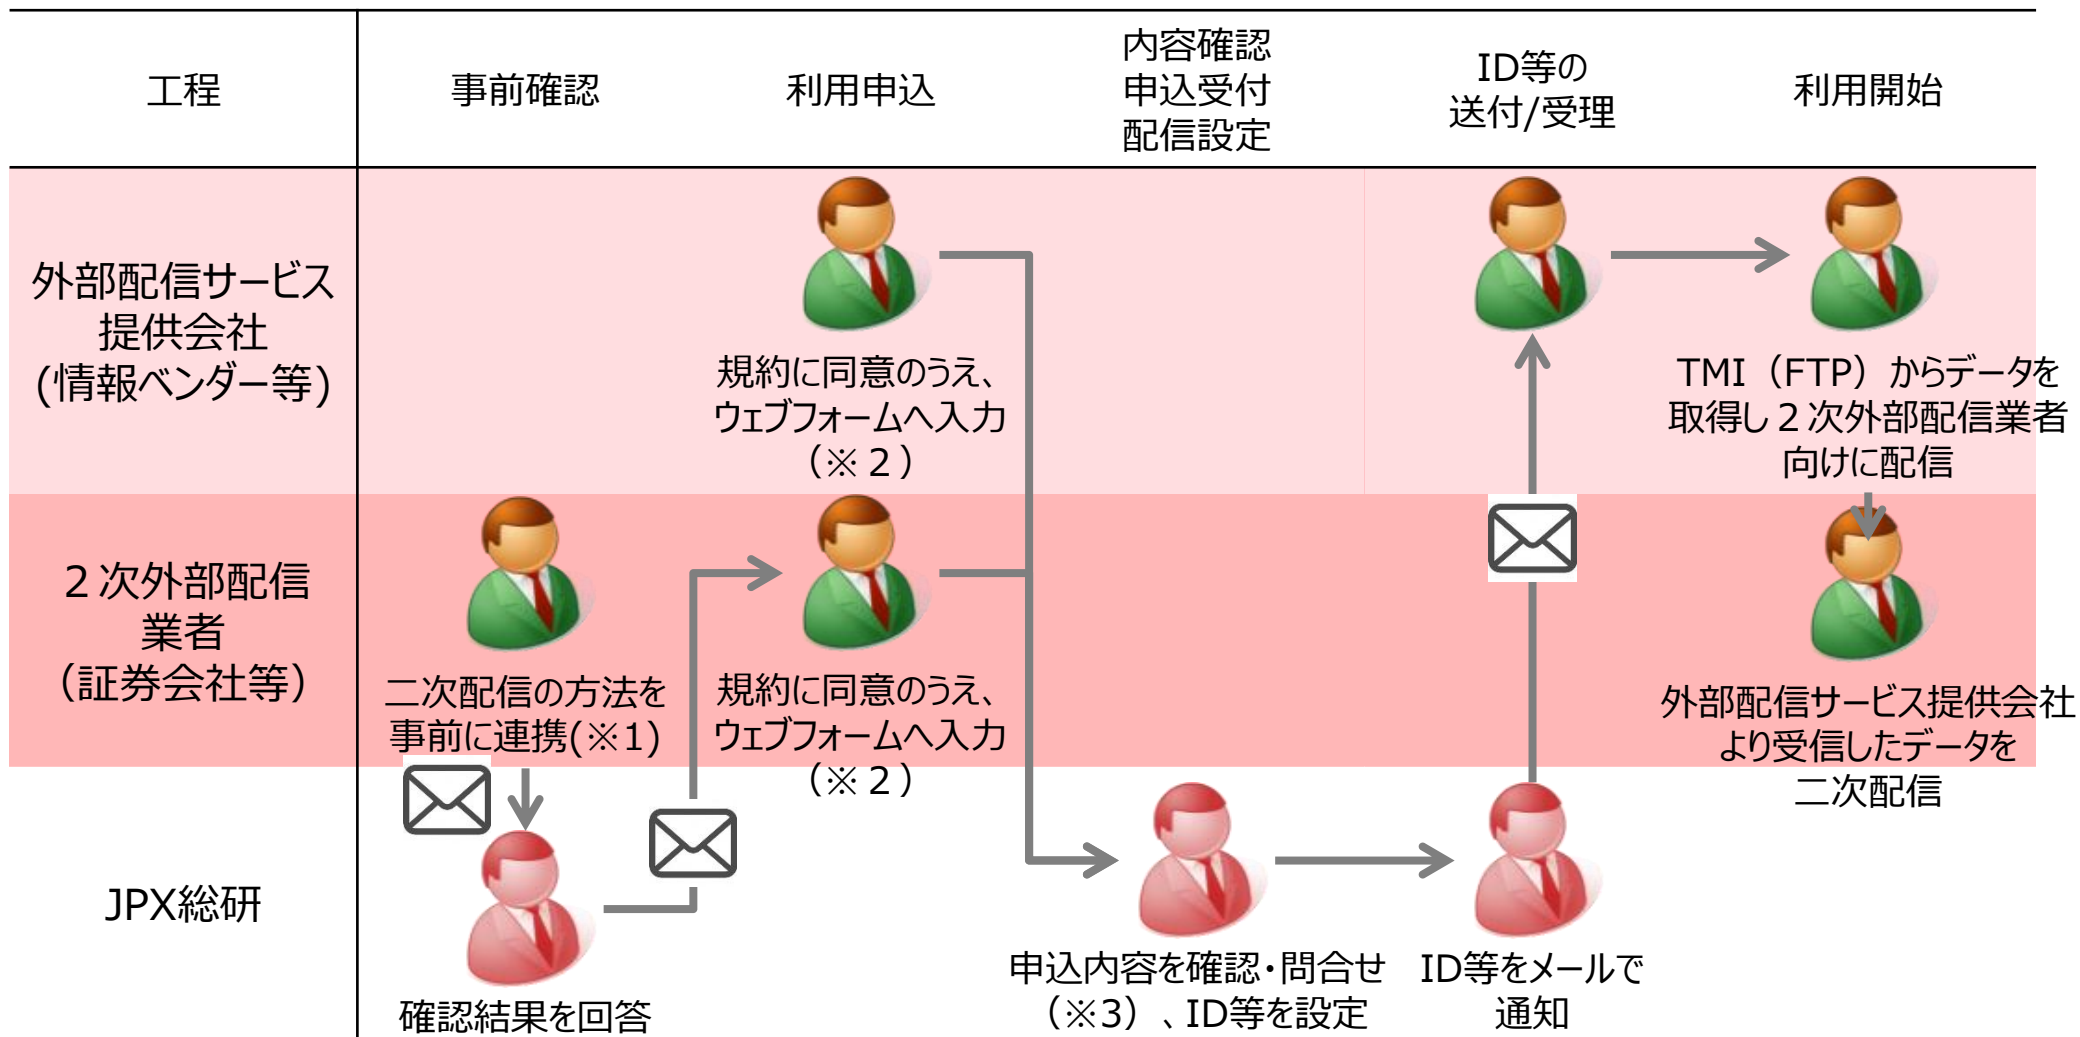 工程
事前確認
利用申込
内容確認
申込受付
配信設定
ID等の
送付/受理
利用開始
外部配信サービス
提供会社
(情報ベンダー等)
規約に同意のうえ、
ウェブフォームへ入力
（※２）
TMI（FTP）からデータを
取得し２次外部配信業者
向けに配信
２次外部配信
業者
（証券会社等）
二次配信の方法を
事前に連携(※1)
規約に同意のうえ、
ウェブフォームへ入力
（※２）
外部配信サービス提供会社
より受信したデータを
二次配信
JPX総研
確認結果を回答
申込内容を確認・問合せ
（※3）、ID等を設定
ID等をメールで
通知